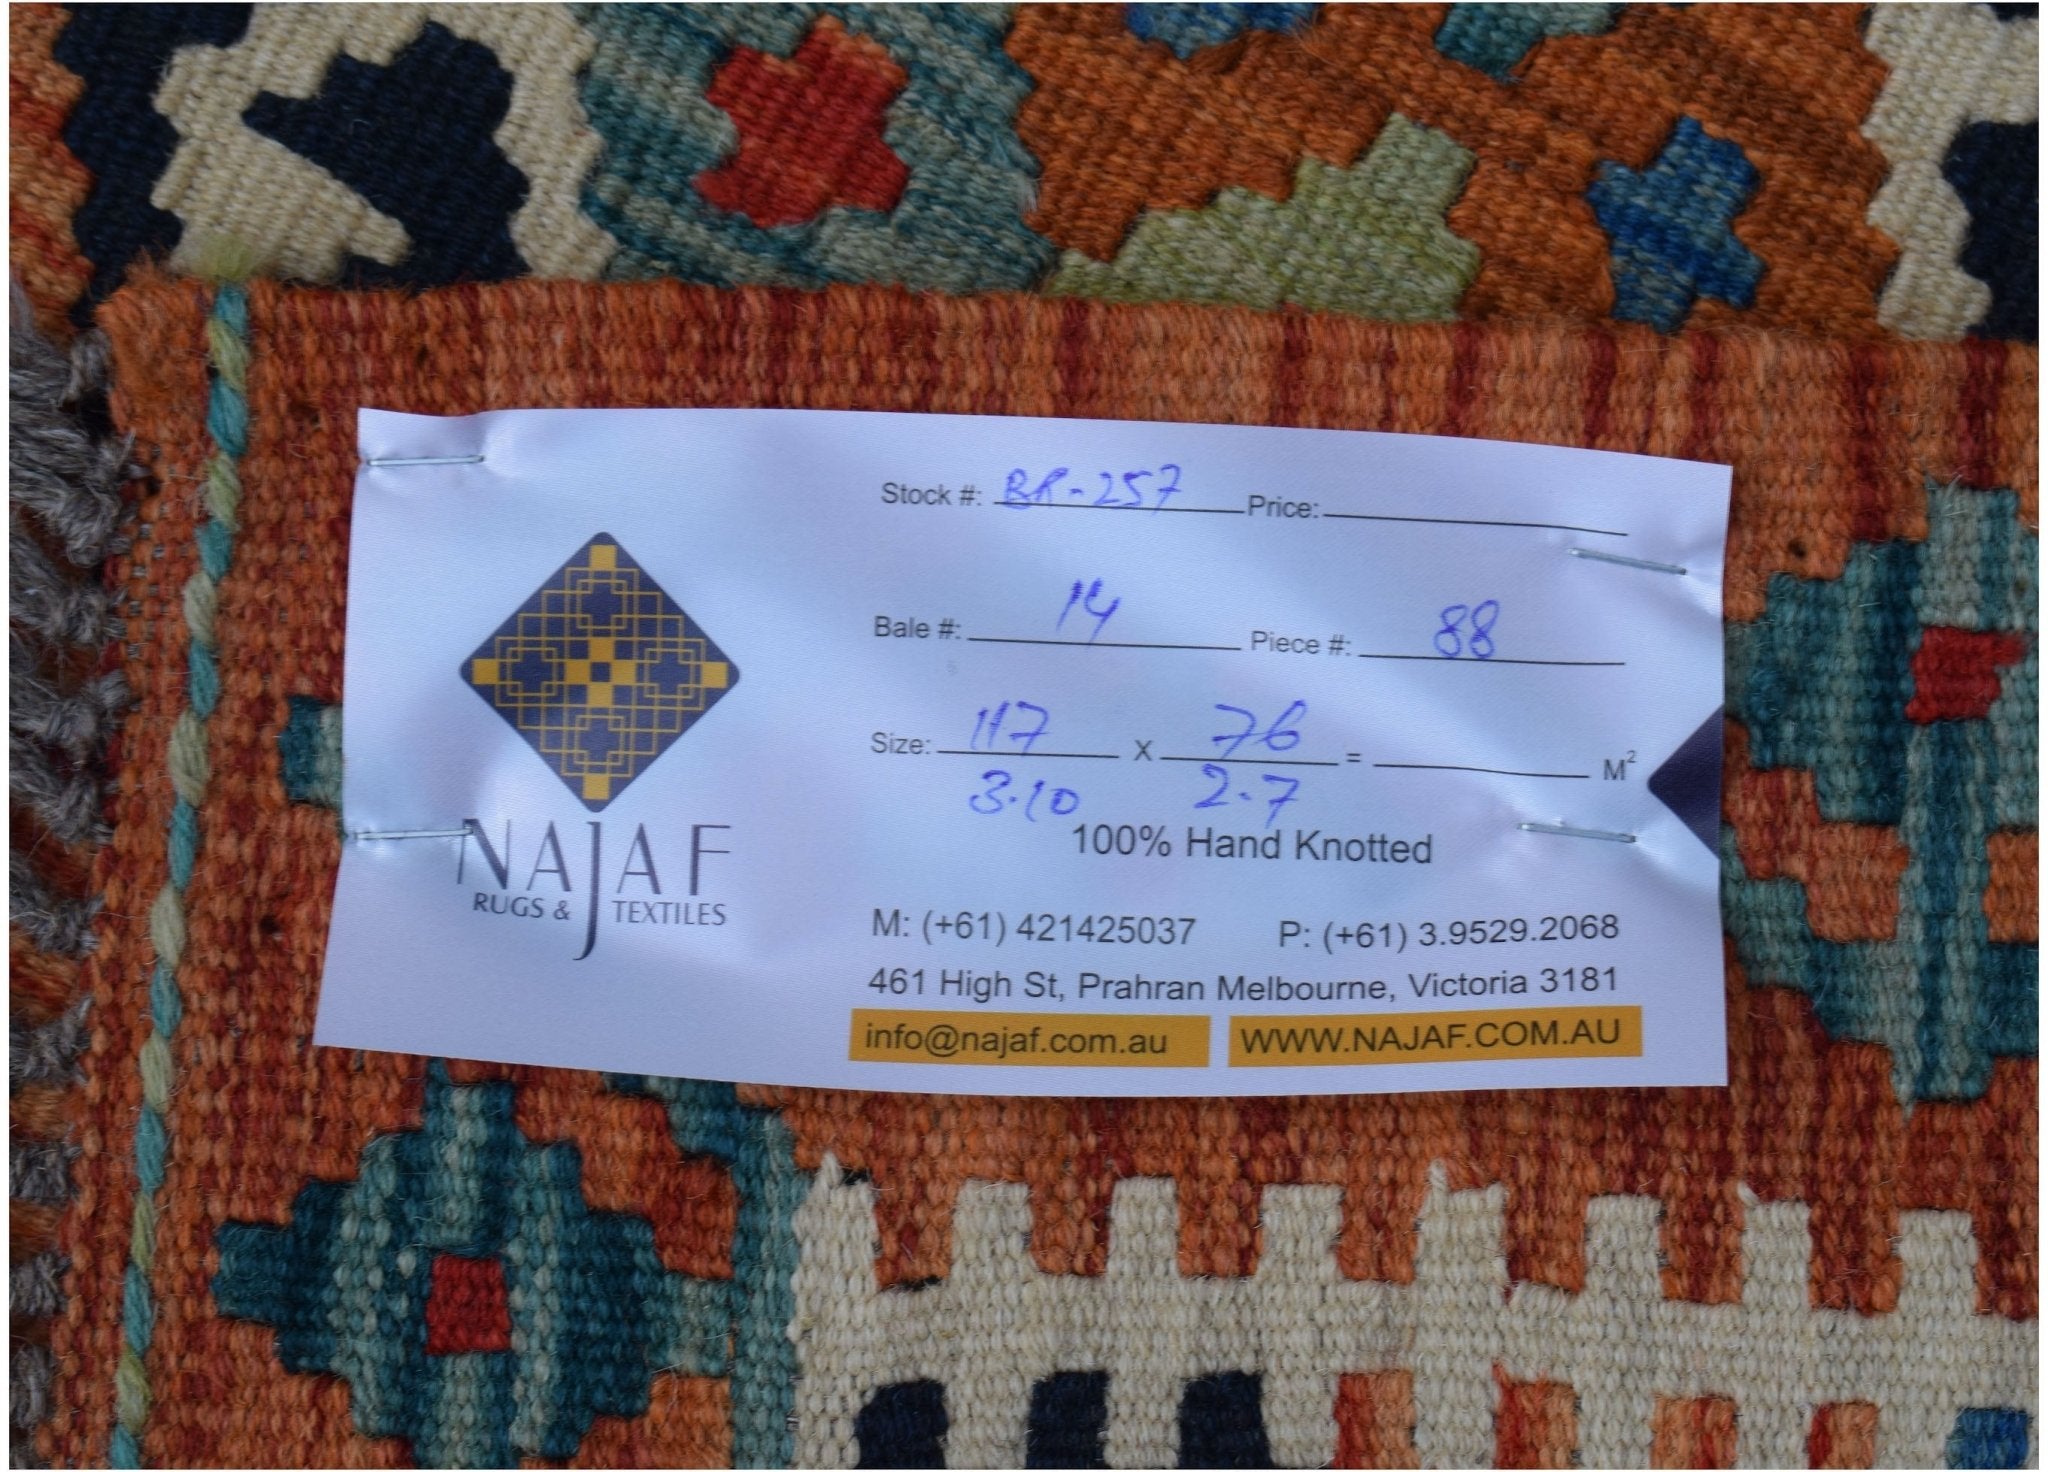 NAJAF
RUGS & TEXTILES
Stock #: BR-257 Price:
Bale #: 14 Piece #: 88
Size: 117 X 76 = M²
3.10 2.7
100% Hand Knotted
M: (+61) 421425037 P: (+61) 3.9529.2068
461 High St, Prahran Melbourne, Victoria 3181
info@najaf.com.au WWW.NAJAF.COM.AU